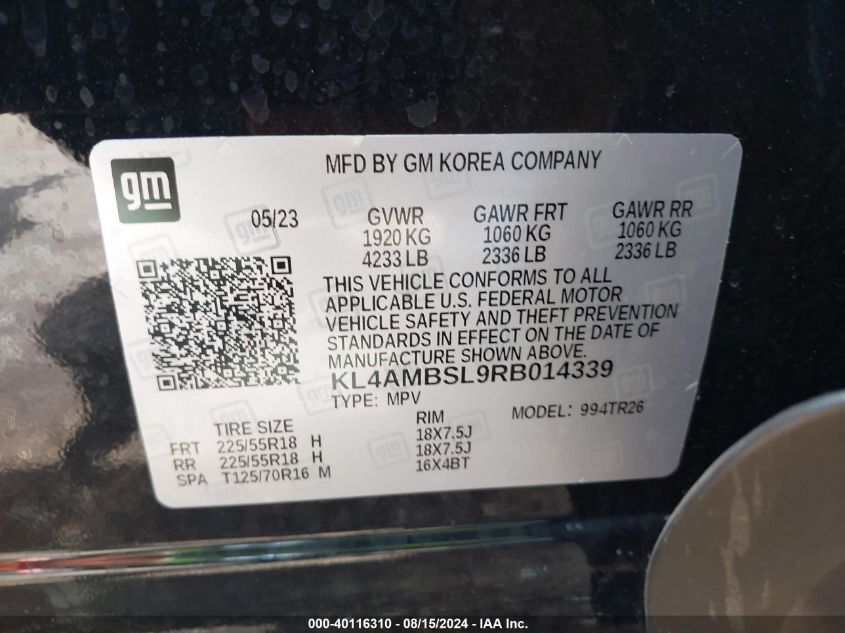 gm
MFD BY GM KOREA COMPANY
05/23
GVWR GAWR FRT GAWR RR
1920 KG 1060 KG 1060 KG
4233 LB 2336 LB 2336 LB
THIS VEHICLE CONFORMS TO ALL
APPLICABLE U.S. FEDERAL MOTOR
VEHICLE SAFETY AND THEFT PREVENTION
STANDARDS IN EFFECT ON THE DATE OF
MANUFACTURE SHOWN ABOVE.
KL4AMBSL9RB014339
TYPE: MPV MODEL: 994TR26
TIRE SIZE RIM
FRT 225/55R18 H 18X7.5J
RR 225/55R18 H 18X7.5J
SPA T125/70R16 M 16X4BT
000-40116310 - 08/15/2024 - IAA Inc.